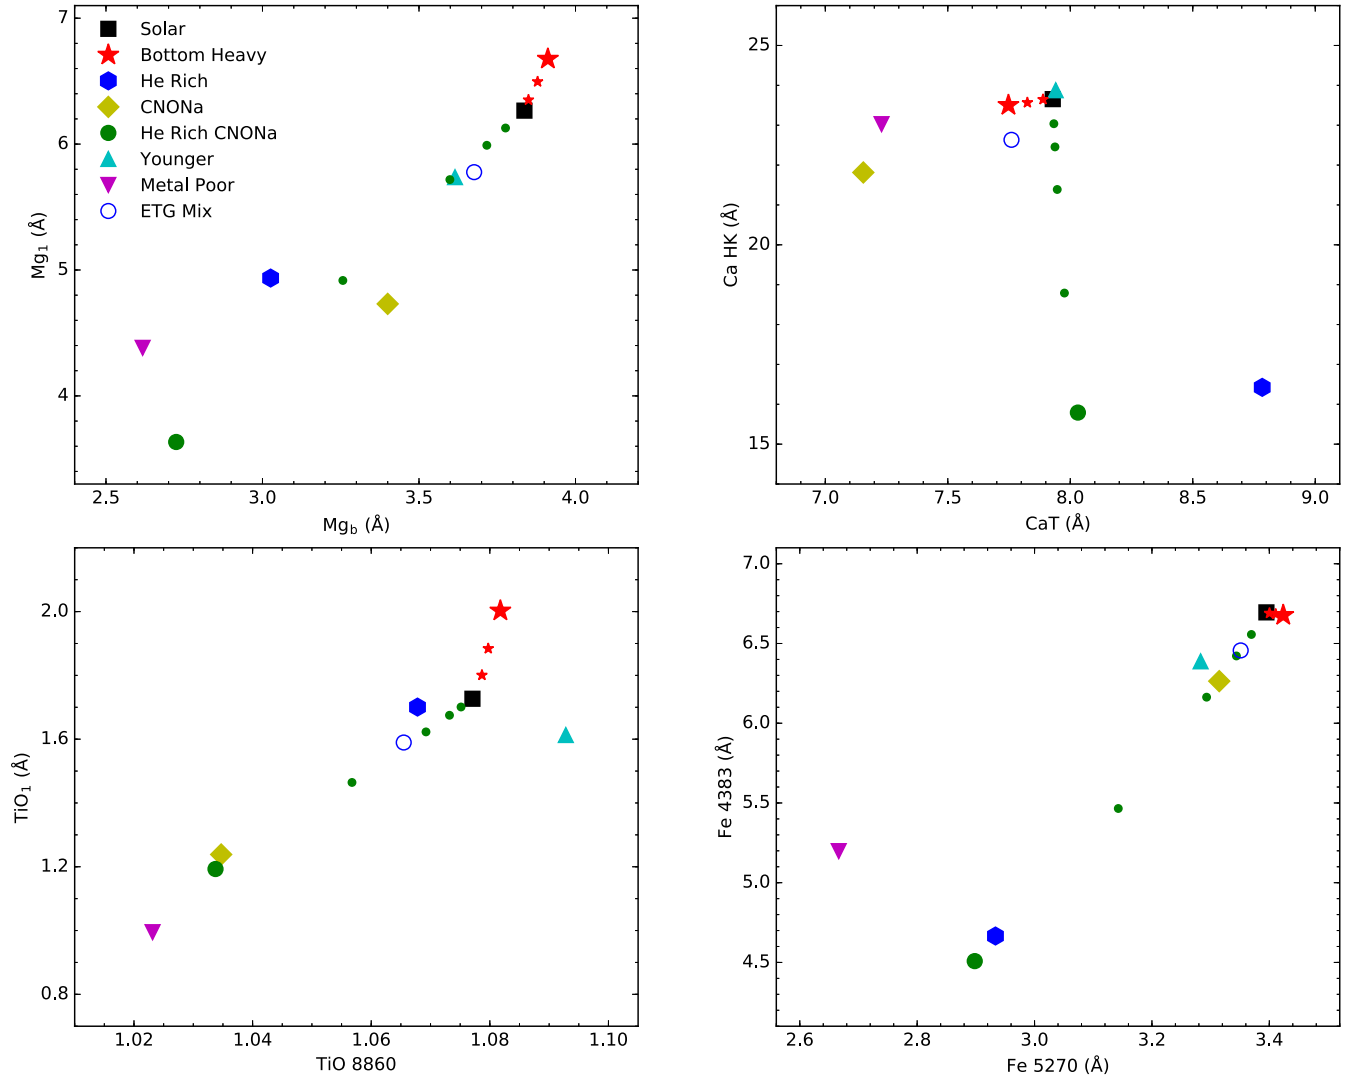 7
6
5
4
Mg₁ (Å)
2.5 3.0 3.5 4.0
Mg_b (Å)
Solar
Bottom Heavy
He Rich
CNONa
He Rich CNONa
Younger
Metal Poor
ETG Mix
25
20
15
Ca HK (Å)
7.0 7.5 8.0 8.5 9.0
CaT (Å)
2.0
1.6
1.2
0.8
TiO₁ (Å)
1.02 1.04 1.06 1.08 1.10
TiO 8860
7.0
6.5
6.0
5.5
5.0
4.5
Fe 4383 (Å)
2.6 2.8 3.0 3.2 3.4
Fe 5270 (Å)